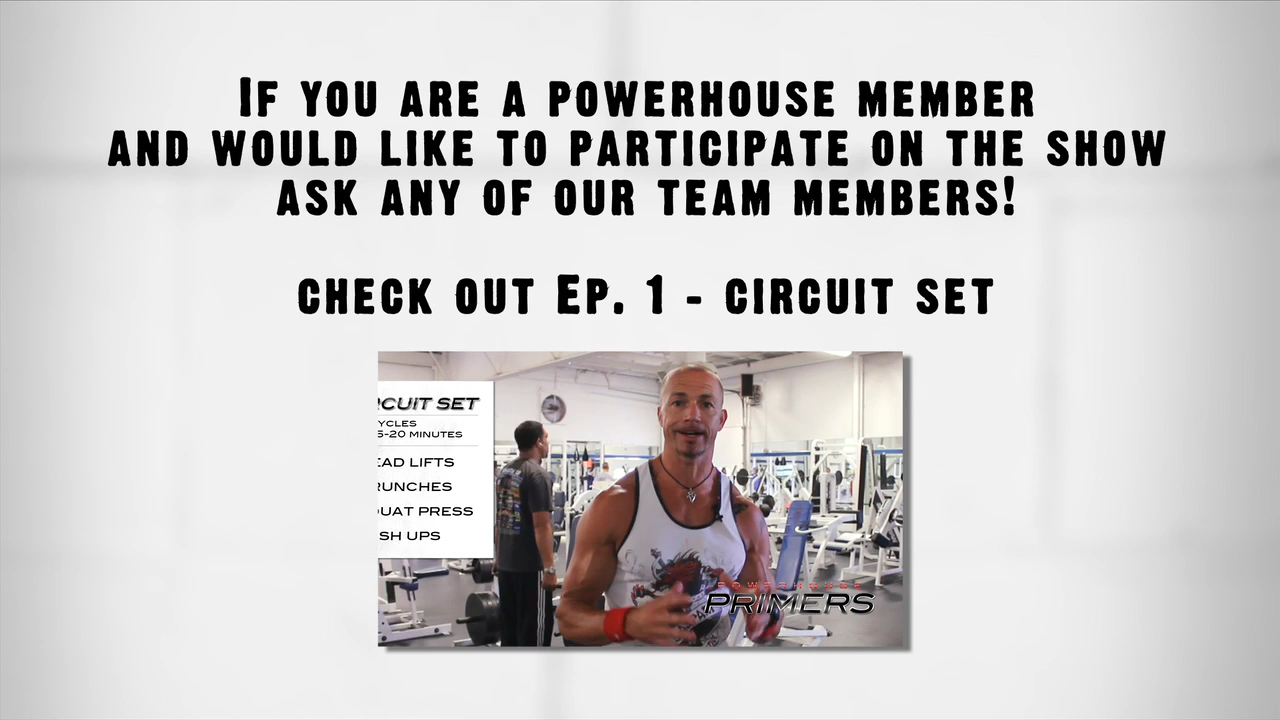 If you are a powerhouse member
and would like to participate on the show
ask any of our team members!
check out Ep. 1 - circuit set
RCUIT SET
YCLES
5-20 MINUTES
EAD LIFTS
RUNCHES
UAT PRESS
SH UPS
POWERHOUSE
PRIMERS